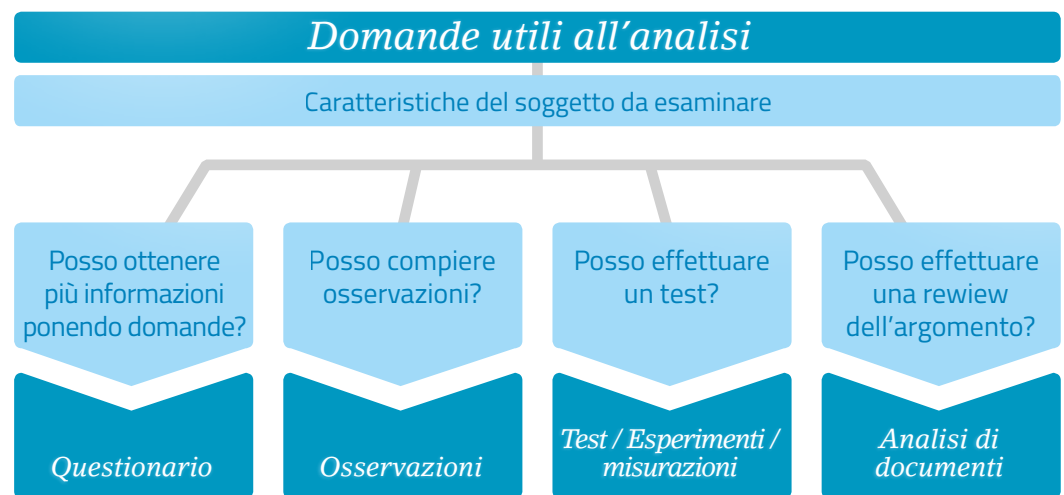 Domande utili all'analisi
Caratteristiche del soggetto da esaminare
Posso ottenere
più informazioni
ponendo domande?
Posso compiere
osservazioni?
Posso effettuare
un test?
Posso effettuare
una rewiew
dell'argomento?
Questionario
Osservazioni
Test / Esperimenti /
misurazioni
Analisi di
documenti